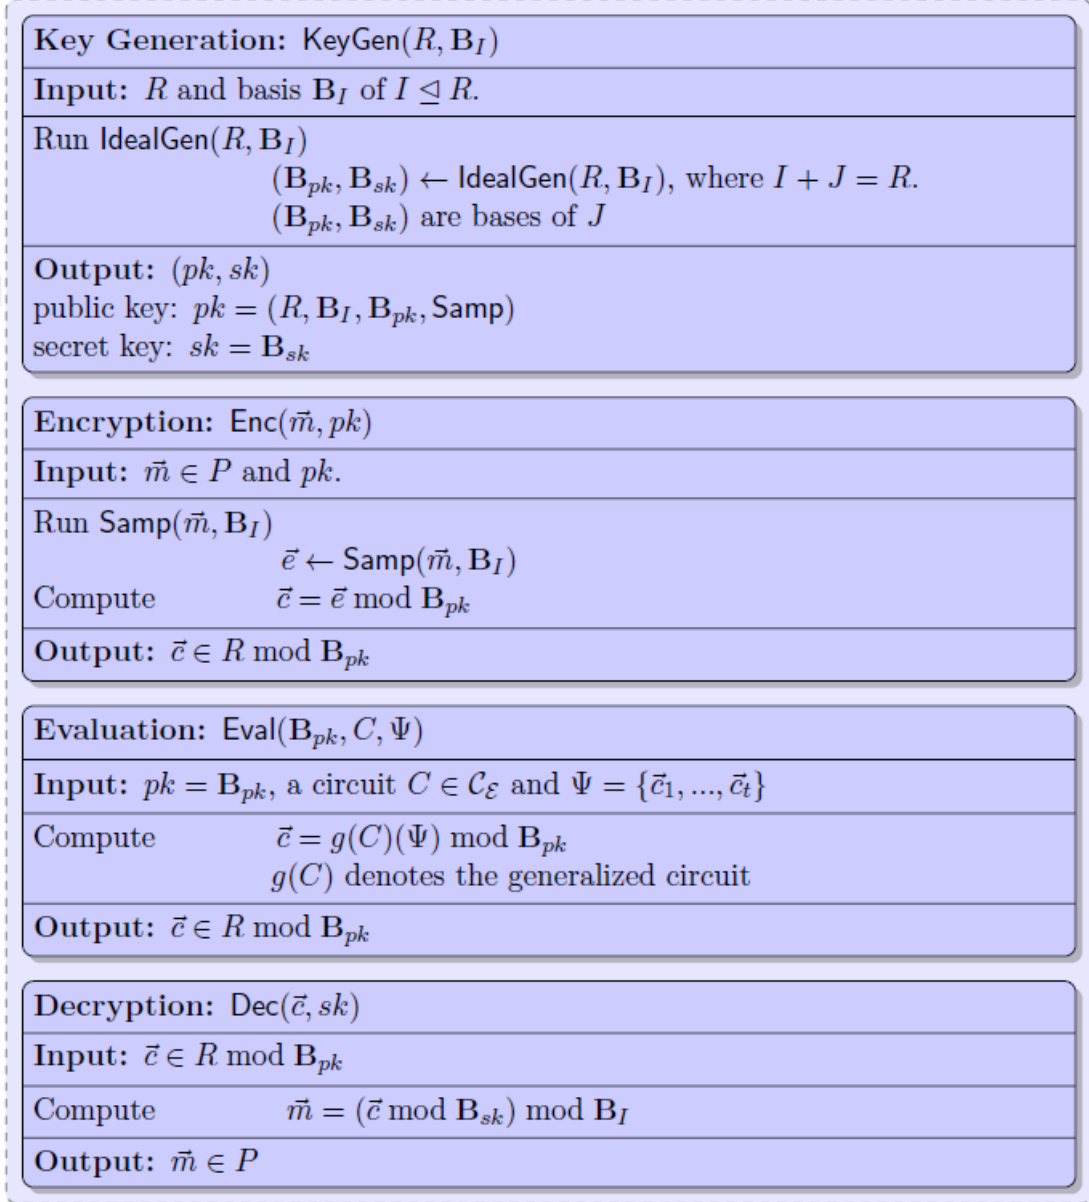 Key Generation: KeyGen(R, B_I)
Input: R and basis B_I of I ⊴ R.
Run IdealGen(R, B_I)
(B_pk, B_sk) ← IdealGen(R, B_I), where I + J = R.
(B_pk, B_sk) are bases of J
Output: (pk, sk)
public key: pk = (R, B_I, B_pk, Samp)
secret key: sk = B_sk
Encryption: Enc(m⃗, pk)
Input: m⃗ ∈ P and pk.
Run Samp(m⃗, B_I)
e⃗ ← Samp(m⃗, B_I)
Compute c⃗ = e⃗ mod B_pk
Output: c⃗ ∈ R mod B_pk
Evaluation: Eval(B_pk, C, Ψ)
Input: pk = B_pk, a circuit C ∈ 𝒞_ℰ and Ψ = {c⃗_1, ..., c⃗_t}
Compute c⃗ = g(C)(Ψ) mod B_pk
g(C) denotes the generalized circuit
Output: c⃗ ∈ R mod B_pk
Decryption: Dec(c⃗, sk)
Input: c⃗ ∈ R mod B_pk
Compute m⃗ = (c⃗ mod B_sk) mod B_I
Output: m⃗ ∈ P